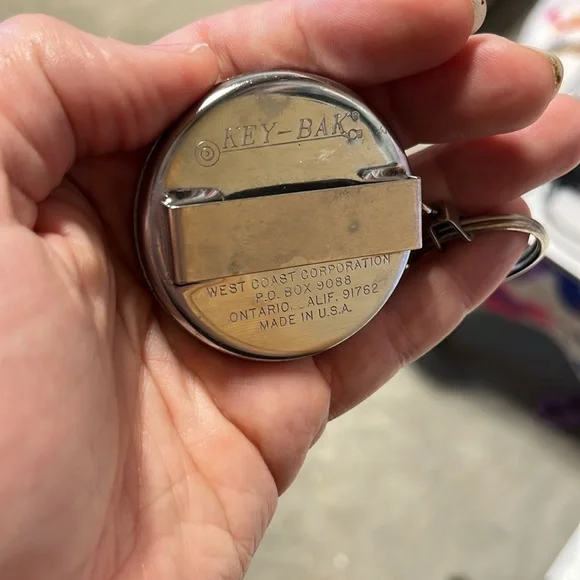 KEY-BAK
WEST COAST CORPORATION
P.O. BOX 9088
ONTARIO, ALIF. 91762
MADE IN U.S.A.